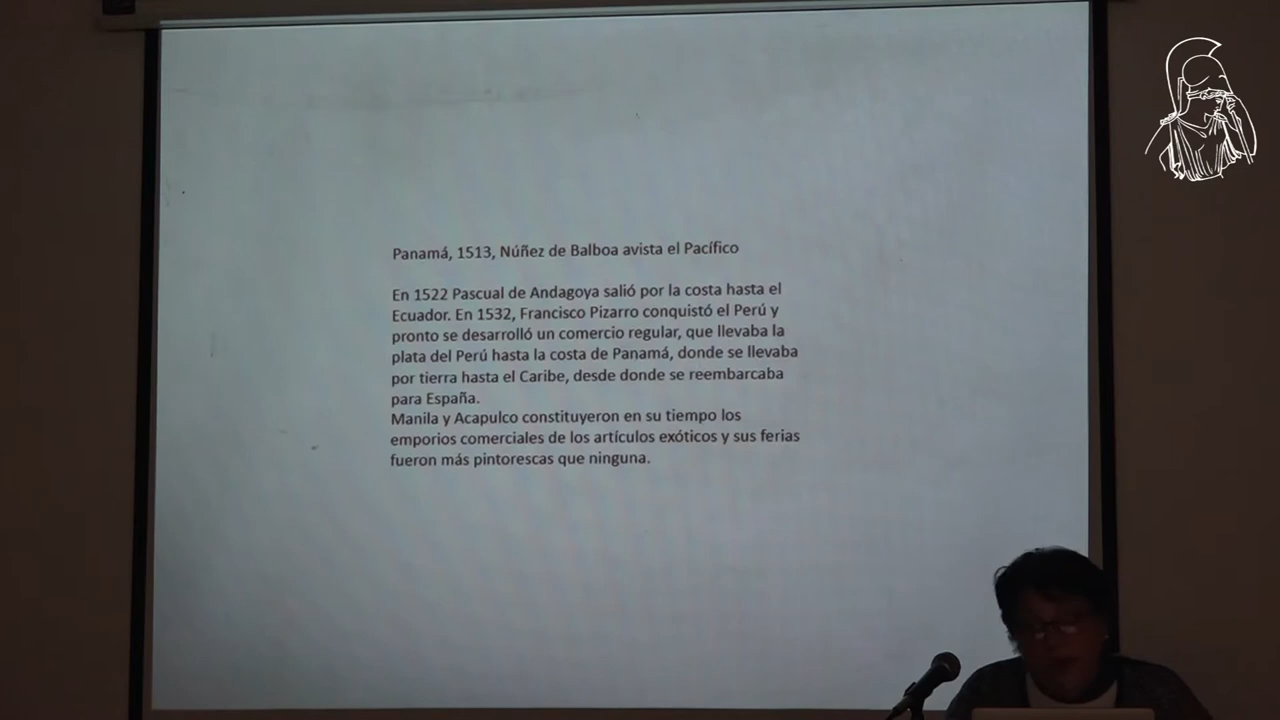 Panamá, 1513, Núñez de Balboa avista el Pacífico
En 1522 Pascual de Andagoya salió por la costa hasta el
Ecuador. En 1532, Francisco Pizarro conquistó el Perú y
pronto se desarrolló un comercio regular, que llevaba la
plata del Perú hasta la costa de Panamá, donde se llevaba
por tierra hasta el Caribe, desde donde se reembarcaba
para España.
Manila y Acapulco constituyeron en su tiempo los
emporios comerciales de los artículos exóticos y sus ferias
fueron más pintorescas que ninguna.